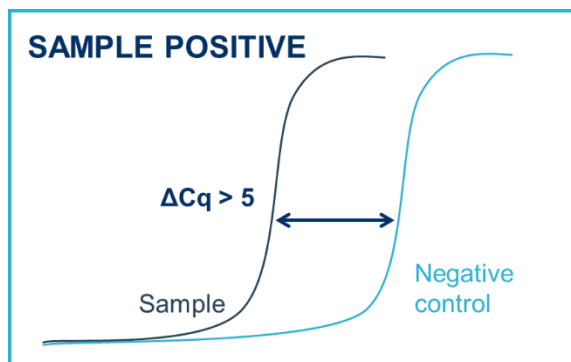 SAMPLE POSITIVE
ΔCq > 5
Sample
Negative
control